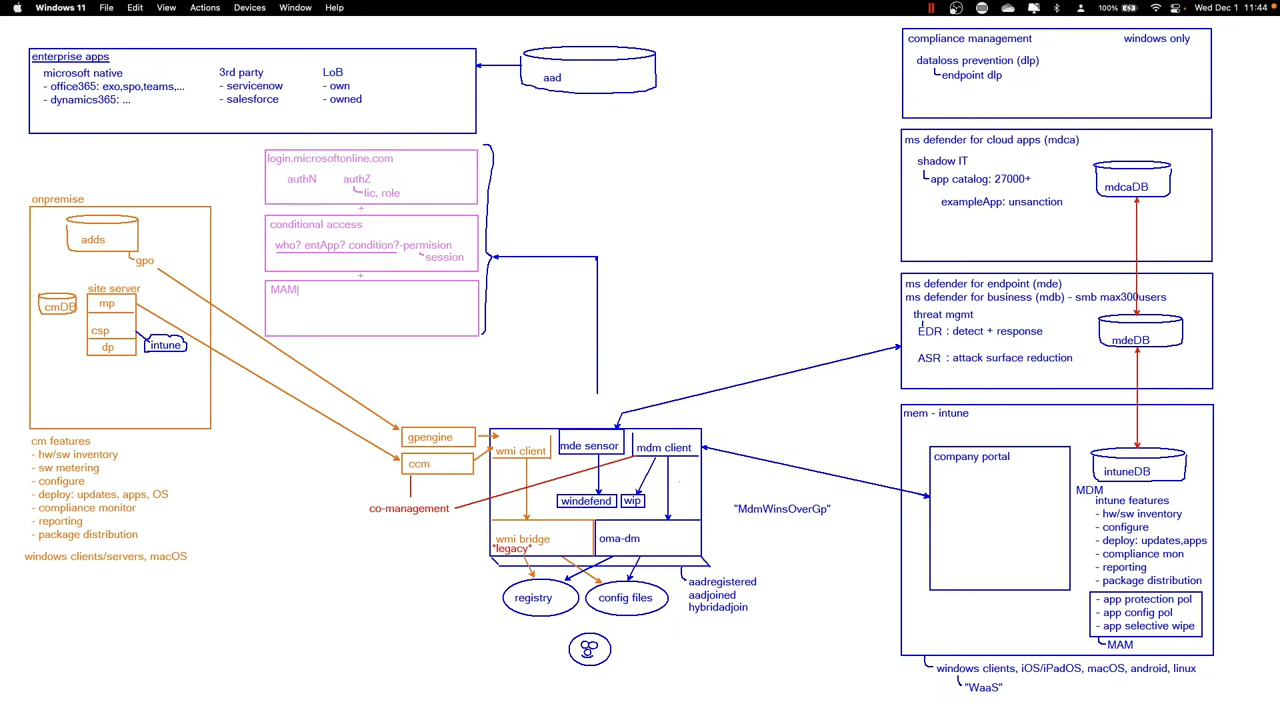 Windows 11 File Edit View Actions Devices Window Help
100% Wed Dec 1 11:44
enterprise apps
microsoft native
- office365: exo,spo,teams,...
- dynamics365: ...
3rd party
- servicenow
- salesforce
LoB
- own
- owned
aad
login.microsoftonline.com
authN authZ
lic, role
+
conditional access
who? entApp? condition?-permision
session
+
MAM
onpremise
adds
gpo
site server
cmDB
mp
csp
dp
intune
cm features
- hw/sw inventory
- sw metering
- configure
- deploy: updates, apps, OS
- compliance monitor
- reporting
- package distribution
windows clients/servers, macOS
gpengine
ccm
co-management
wmi client
mde sensor
mdm client
windefend
wip
wmi bridge
*legacy*
oma-dm
registry
config files
aadregistered
aadjoined
hybridadjoin
"MdmWinsOverGp"
compliance management windows only
dataloss prevention (dlp)
endpoint dlp
ms defender for cloud apps (mdca)
shadow IT
app catalog: 27000+
exampleApp: unsanction
mdcaDB
ms defender for endpoint (mde)
ms defender for business (mdb) - smb max300users
threat mgmt
EDR : detect + response
ASR : attack surface reduction
mdeDB
mem - intune
company portal
intuneDB
MDM
intune features
- hw/sw inventory
- configure
- deploy: updates,apps
- compliance mon
- reporting
- package distribution
- app protection pol
- app config pol
- app selective wipe
MAM
windows clients, iOS/iPadOS, macOS, android, linux
"WaaS"